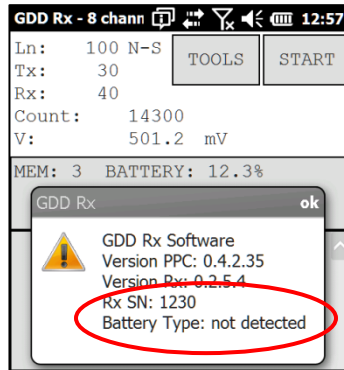 GDD Rx - 8 chann 12:57
Ln: 100 N-S
TOOLS START
Tx: 30
Rx: 40
Count: 14300
V: 501.2 mV
MEM: 3 BATTERY: 12.3%
GDD Rx ok
GDD Rx Software
Version PPC: 0.4.2.35
Version Rx: 0.2.5.4
Rx SN: 1230
Battery Type: not detected